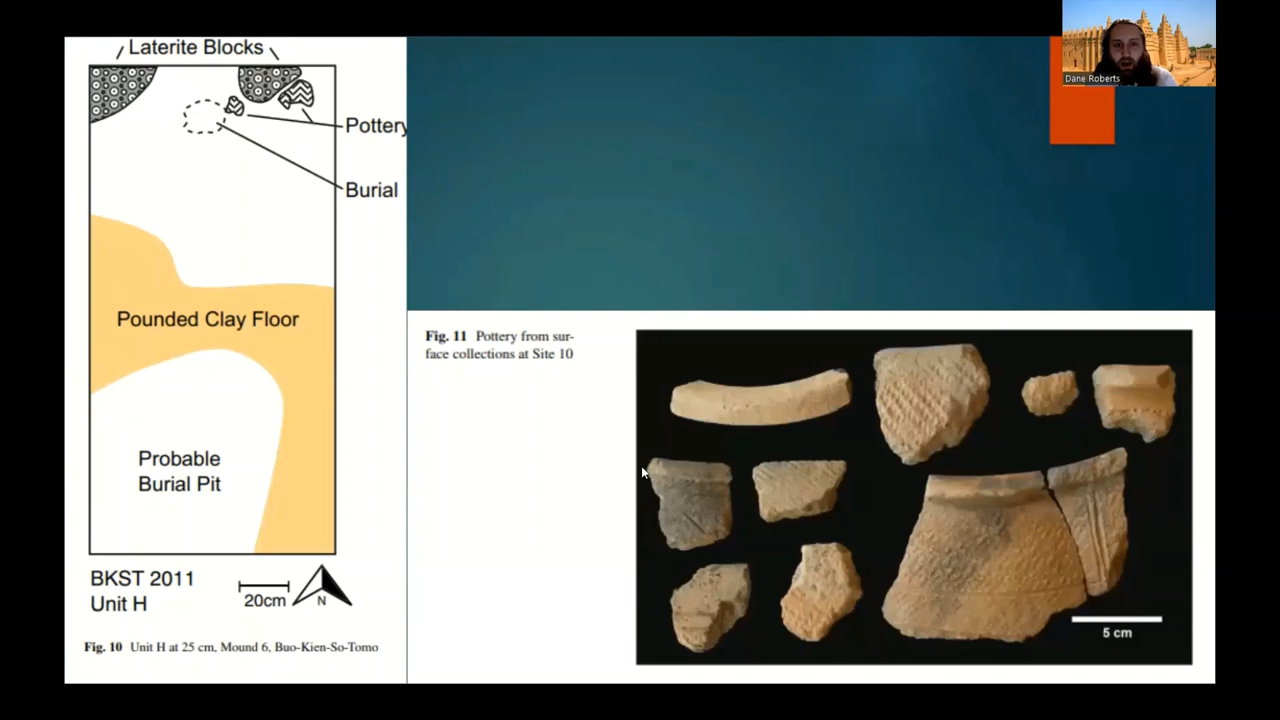 Laterite Blocks
Pottery
Burial
Pounded Clay Floor
Probable
Burial Pit
BKST 2011
Unit H
20cm
N
Fig. 10 Unit H at 25 cm, Mound 6, Buo-Kien-So-Tomo
Fig. 11 Pottery from sur-
face collections at Site 10
5 cm
Dane Roberts